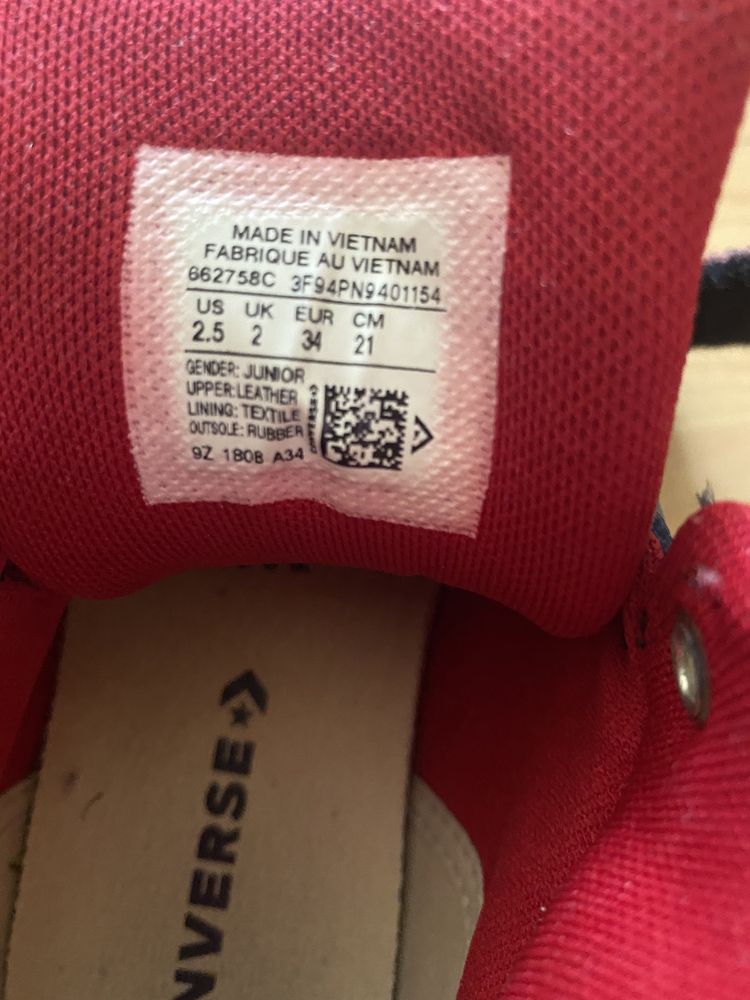 MADE IN VIETNAM
FABRIQUE AU VIETNAM
662758C 3F94PN9401154
US UK EUR CM
2.5 2 34 21
GENDER: JUNIOR
UPPER:LEATHER
LINING: TEXTILE
OUTSOLE: RUBBER
9Z 1808 A34
CONVERSE
NVERSE